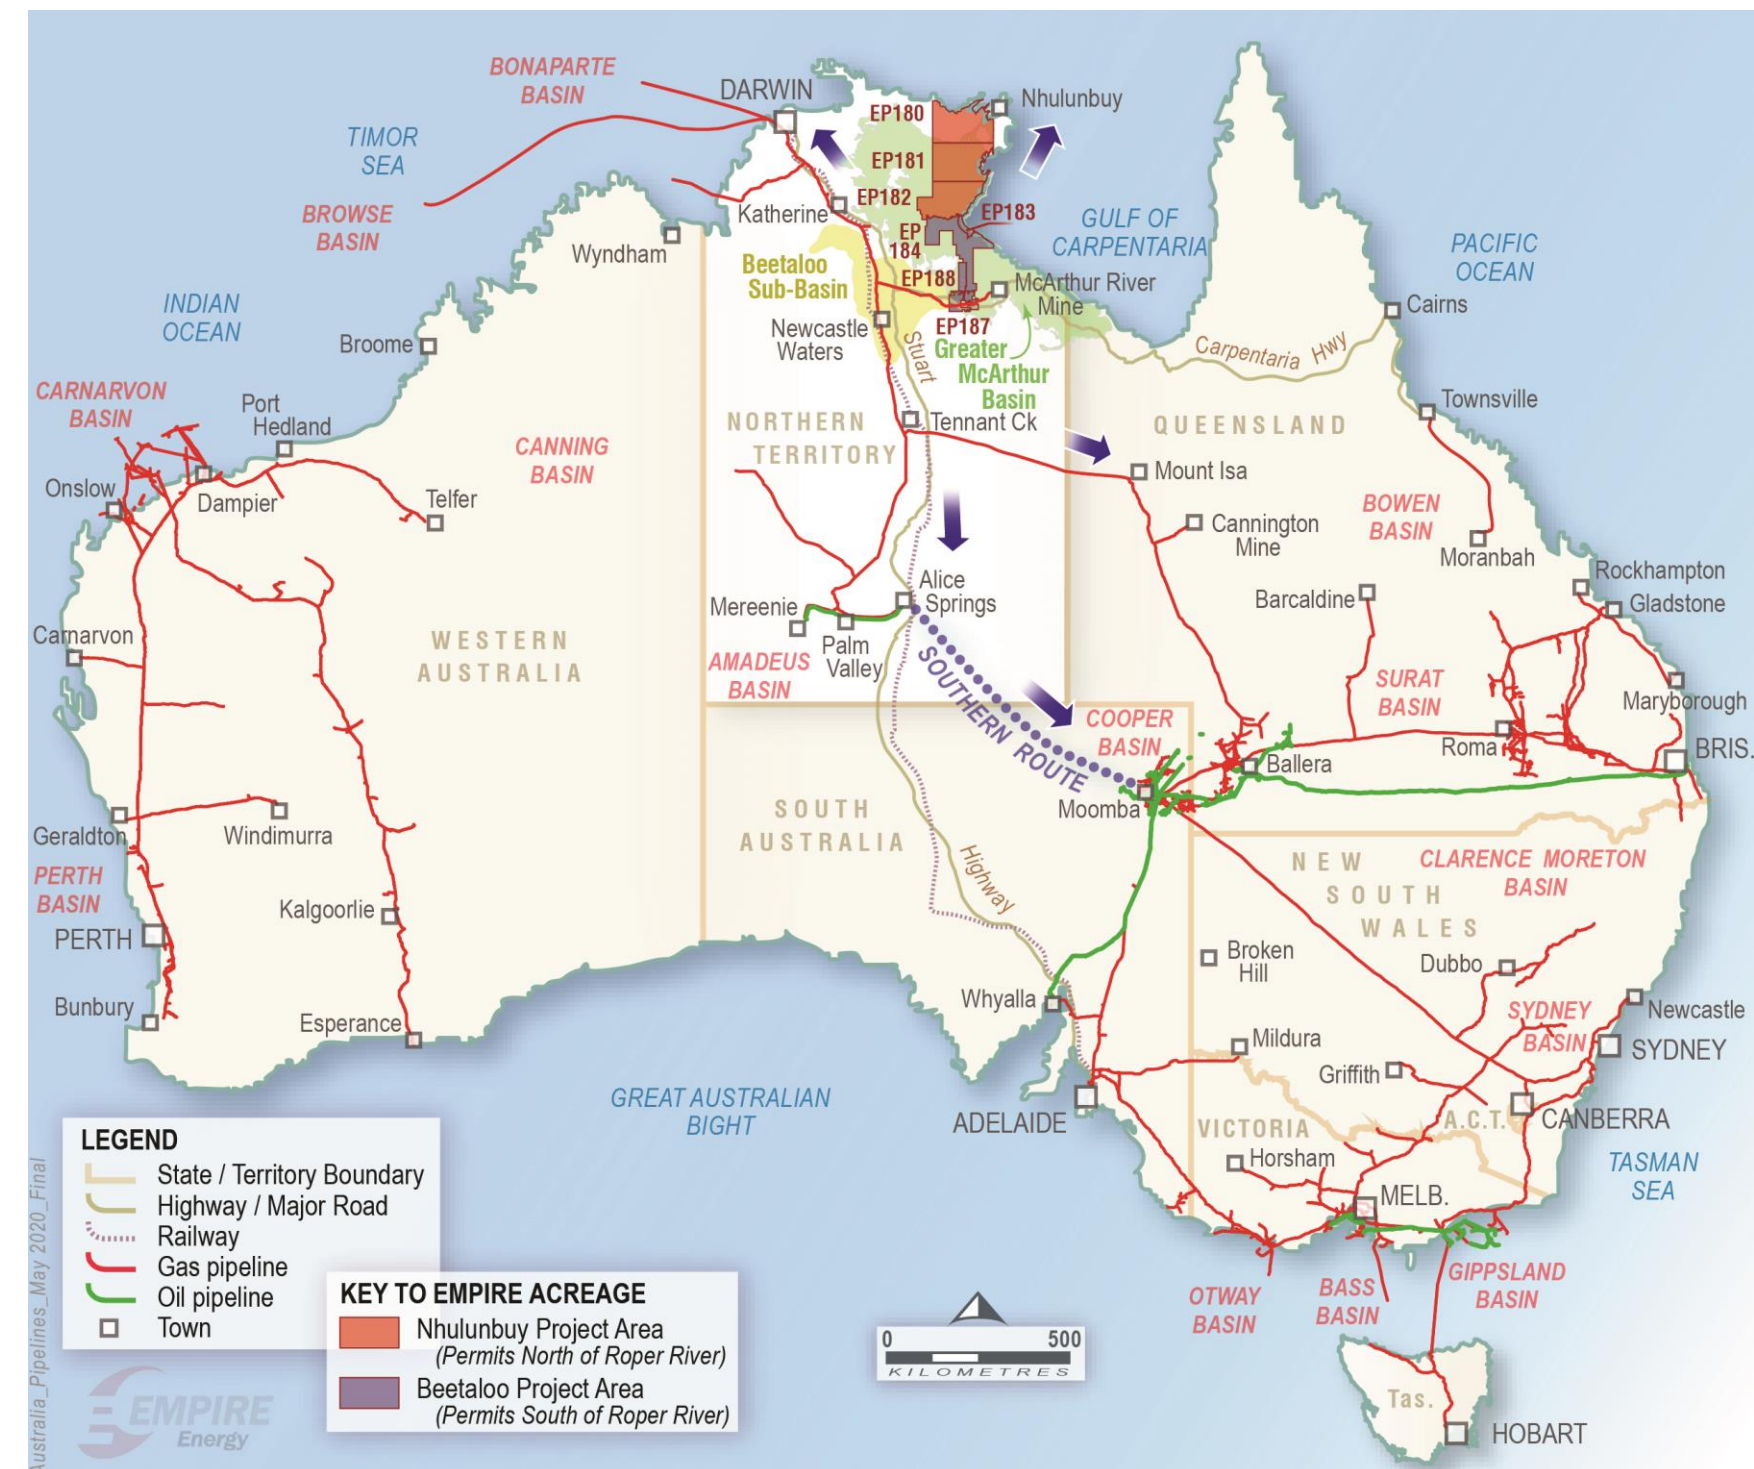 BONAPARTE
BASIN
DARWIN
Nhulunbuy
EP180
TIMOR
SEA
EP181
EP182
BROWSE
BASIN
Katherine
EP183
GULF OF
CARPENTARIA
EP
184
Wyndham
PACIFIC
OCEAN
Beetaloo
Sub-Basin
EP188
McArthur River
Mine
INDIAN
OCEAN
Cairns
Broome
Newcastle
Waters
EP187
Stuart
Greater
McArthur
Basin
Carpentaria Hwy
CARNARVON
BASIN
Port
Hedland
Townsville
NORTHERN
TERRITORY
Tennant Ck
QUEENSLAND
CANNING
BASIN
Mount Isa
Onslow
Dampier
Telfer
BOWEN
BASIN
Cannington
Mine
Moranbah
Alice
Springs
Rockhampton
Gladstone
Mereenie
Barcaldine
Carnarvon
WESTERN
AUSTRALIA
Palm
Valley
AMADEUS
BASIN
SOUTHERN ROUTE
SURAT
BASIN
Maryborough
COOPER
BASIN
Roma
BRIS.
Ballera
Moomba
SOUTH
AUSTRALIA
Geraldton
Windimurra
Highway
NEW
SOUTH
WALES
CLARENCE MORETON
BASIN
PERTH
BASIN
Kalgoorlie
PERTH
Broken
Hill
Dubbo
Bunbury
Whyalla
Newcastle
Esperance
SYDNEY
BASIN
Mildura
SYDNEY
Griffith
GREAT AUSTRALIAN
BIGHT
ADELAIDE
VICTORIA
A.C.T.
CANBERRA
Horsham
TASMAN
SEA
MELB.
OTWAY
BASIN
BASS
BASIN
GIPPSLAND
BASIN
Tas.
HOBART
LEGEND
State / Territory Boundary
Highway / Major Road
Railway
Gas pipeline
Oil pipeline
Town
KEY TO EMPIRE ACREAGE
Nhulunbuy Project Area
(Permits North of Roper River)
Beetaloo Project Area
(Permits South of Roper River)
0 500
KILOMETRES
EMPIRE
Energy
Australia_Pipelines_May 2020_Final